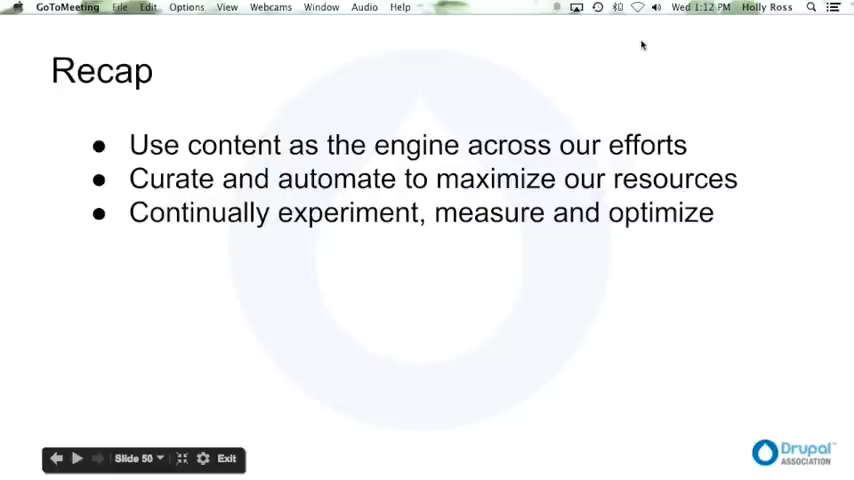 GoToMeeting File Edit Options View Webcams Window Audio Help Wed 1:12 PM Holly Ross
Recap
● Use content as the engine across our efforts
● Curate and automate to maximize our resources
● Continually experiment, measure and optimize
Slide 50 Exit
Drupal
ASSOCIATION